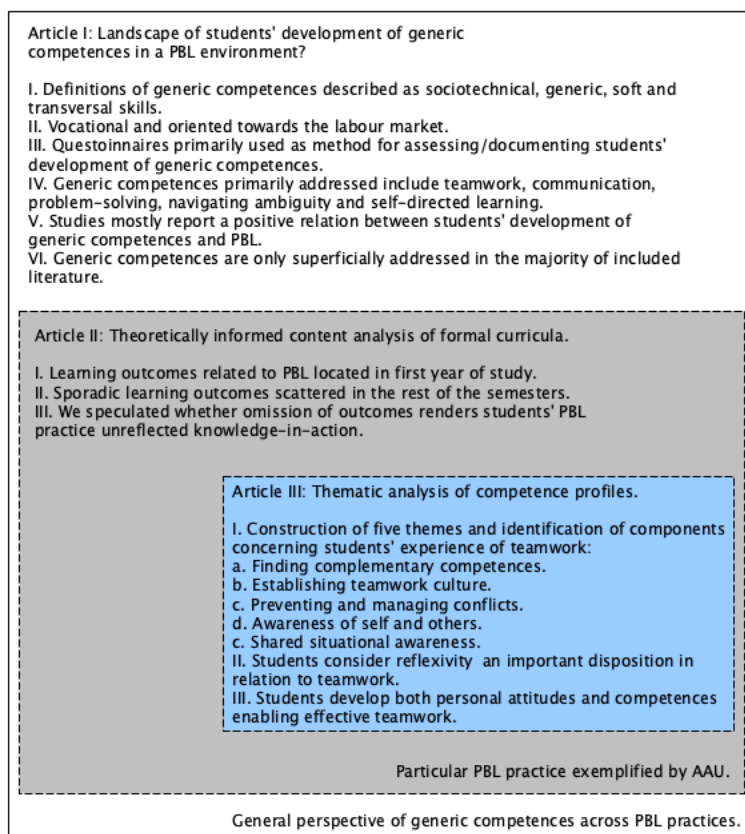 Article I: Landscape of students' development of generic
competences in a PBL environment?
I. Definitions of generic competences described as sociotechnical, generic, soft and
transversal skills.
II. Vocational and oriented towards the labour market.
III. Questoinnaires primarily used as method for assessing/documenting students'
development of generic competences.
IV. Generic competences primarily addressed include teamwork, communication,
problem-solving, navigating ambiguity and self-directed learning.
V. Studies mostly report a positive relation between students' development of
generic competences and PBL.
VI. Generic competences are only superficially addressed in the majority of included
literature.
Article II: Theoretically informed content analysis of formal curricula.
I. Learning outcomes related to PBL located in first year of study.
II. Sporadic learning outcomes scattered in the rest of the semesters.
III. We speculated whether omission of outcomes renders students' PBL
practice unreflected knowledge-in-action.
Article III: Thematic analysis of competence profiles.
I. Construction of five themes and identification of components
concerning students' experience of teamwork:
a. Finding complementary competences.
b. Establishing teamwork culture.
c. Preventing and managing conflicts.
d. Awareness of self and others.
c. Shared situational awareness.
II. Students consider reflexivity an important disposition in
relation to teamwork.
III. Students develop both personal attitudes and competences
enabling effective teamwork.
Particular PBL practice exemplified by AAU.
General perspective of generic competences across PBL practices.